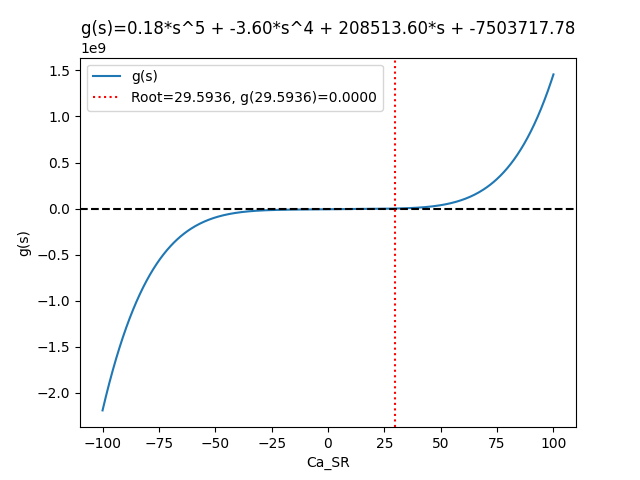 g(s)=0.18*s^5 + -3.60*s^4 + 208513.60*s + -7503717.78
1e9
g(s)
Root=29.5936, g(29.5936)=0.0000
1.5
1.0
0.5
0.0
−0.5
−1.0
−1.5
−2.0
g(s)
−100 −75 −50 −25 0 25 50 75 100
Ca_SR